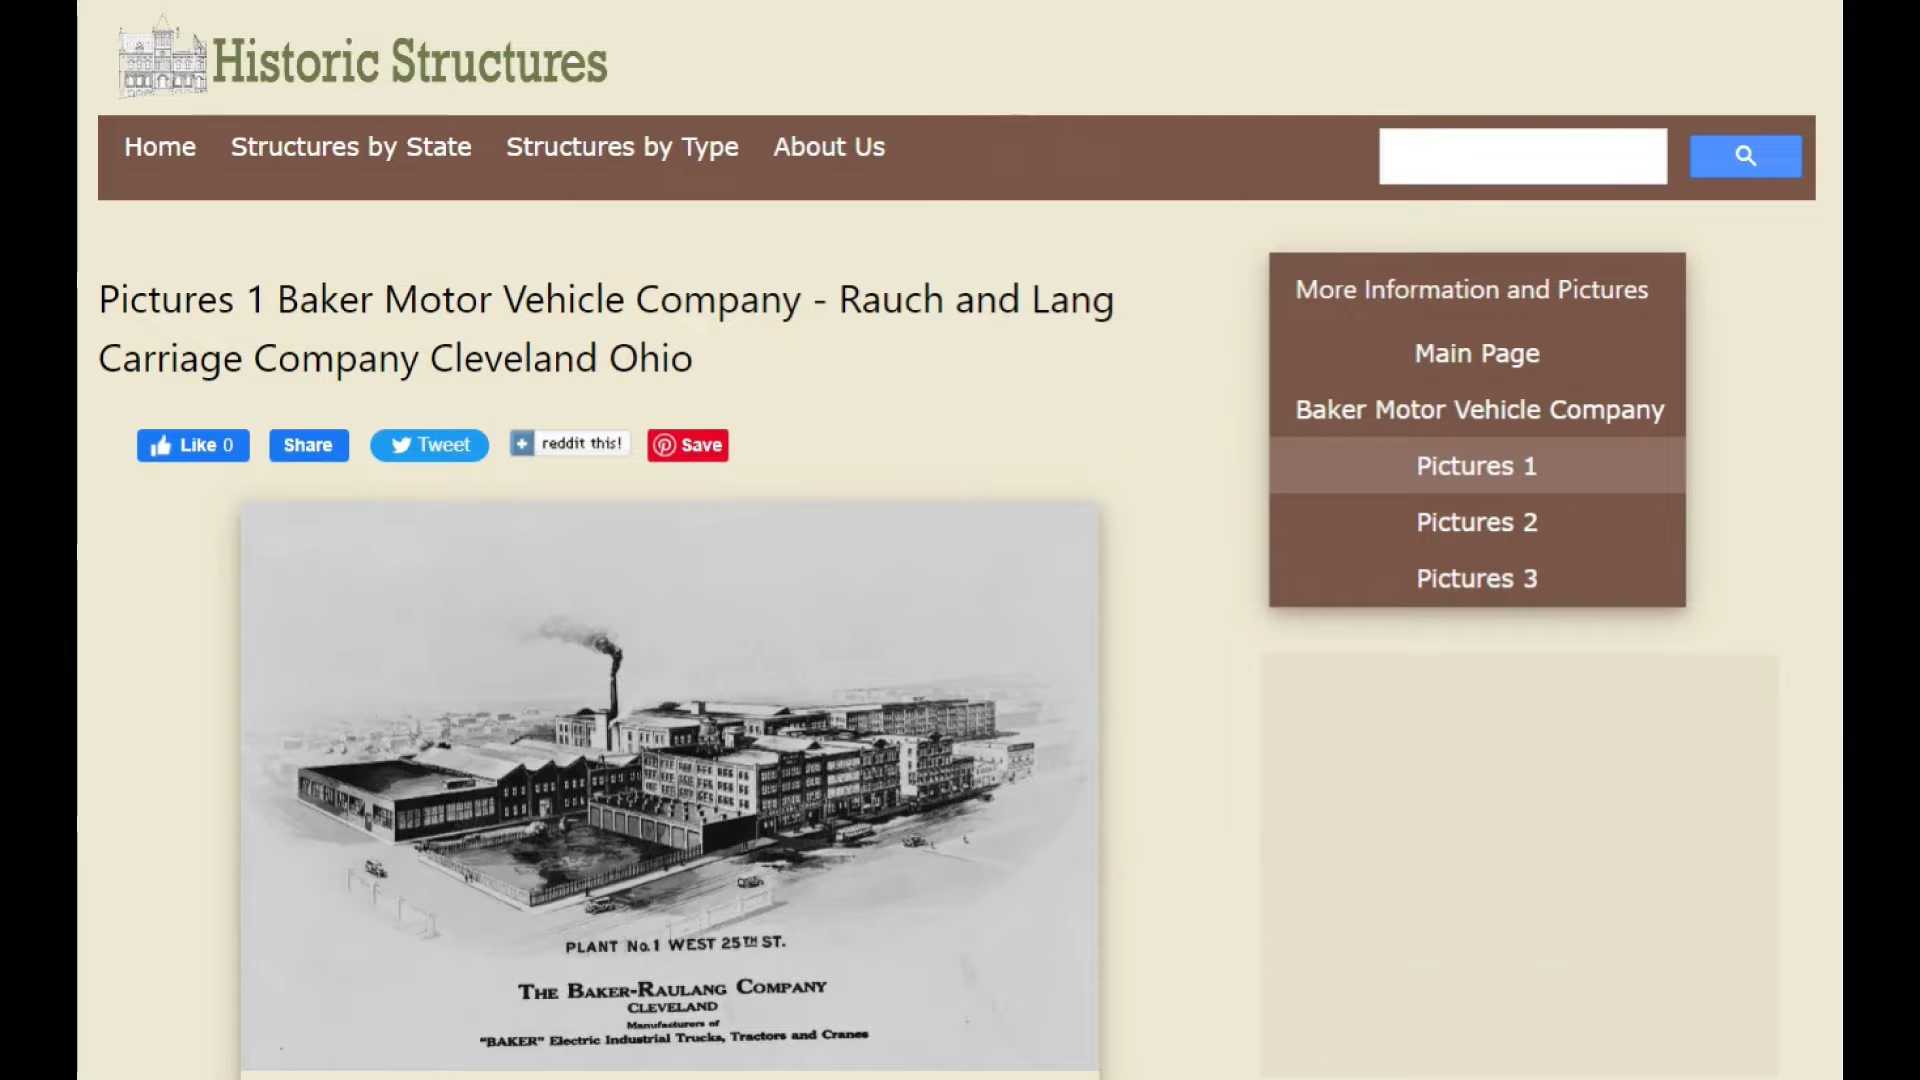 Historic Structures
Home Structures by State Structures by Type About Us
Pictures 1 Baker Motor Vehicle Company - Rauch and Lang
Carriage Company Cleveland Ohio
Like 0 Share Tweet reddit this! Save
PLANT No.1 WEST 25TH ST.
THE BAKER-RAULANG COMPANY
CLEVELAND
Manufacturers of
"BAKER" Electric Industrial Trucks, Tractors and Cranes
More Information and Pictures
Main Page
Baker Motor Vehicle Company
Pictures 1
Pictures 2
Pictures 3